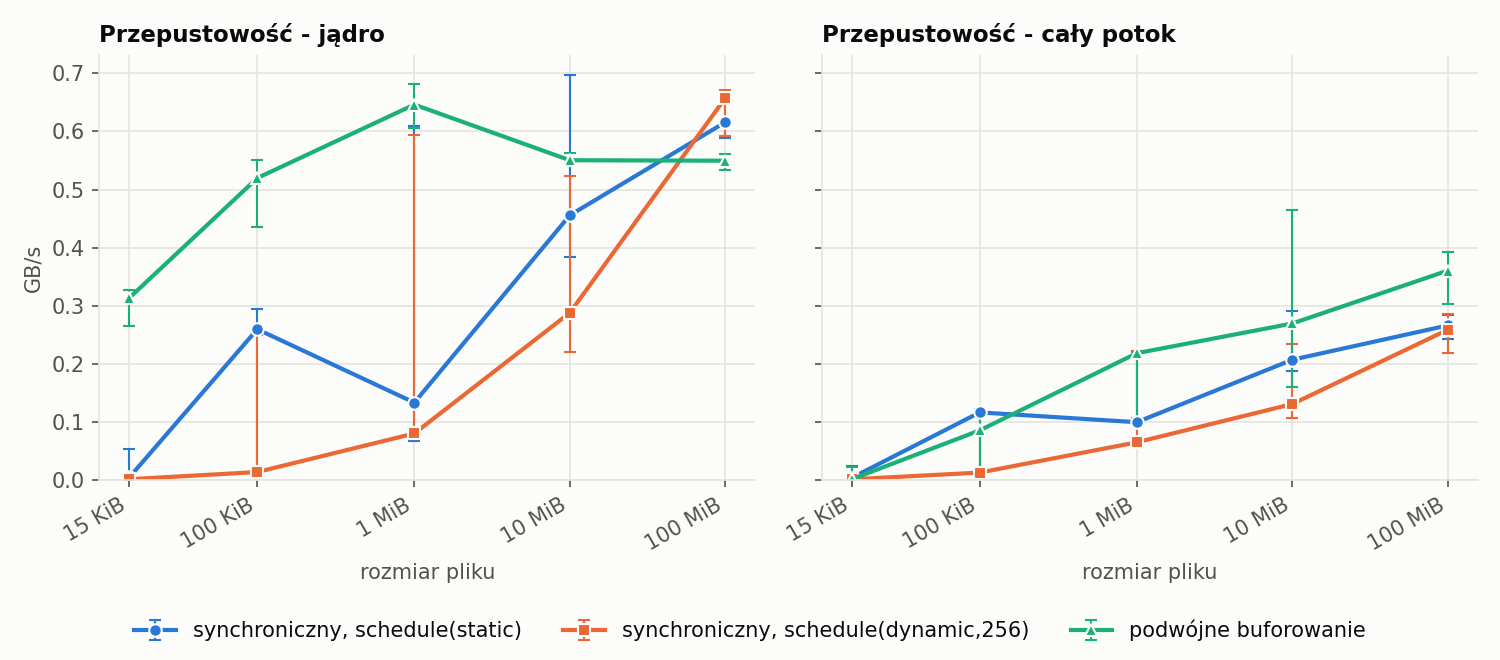 Przepustowość - jądro
Przepustowość - cały potok
0.7
0.6
0.5
0.4
0.3
0.2
0.1
0.0
GB/s
15 KiB
100 KiB
1 MiB
10 MiB
100 MiB
15 KiB
100 KiB
1 MiB
10 MiB
100 MiB
rozmiar pliku
rozmiar pliku
synchroniczny, schedule(static)
synchroniczny, schedule(dynamic,256)
podwójne buforowanie